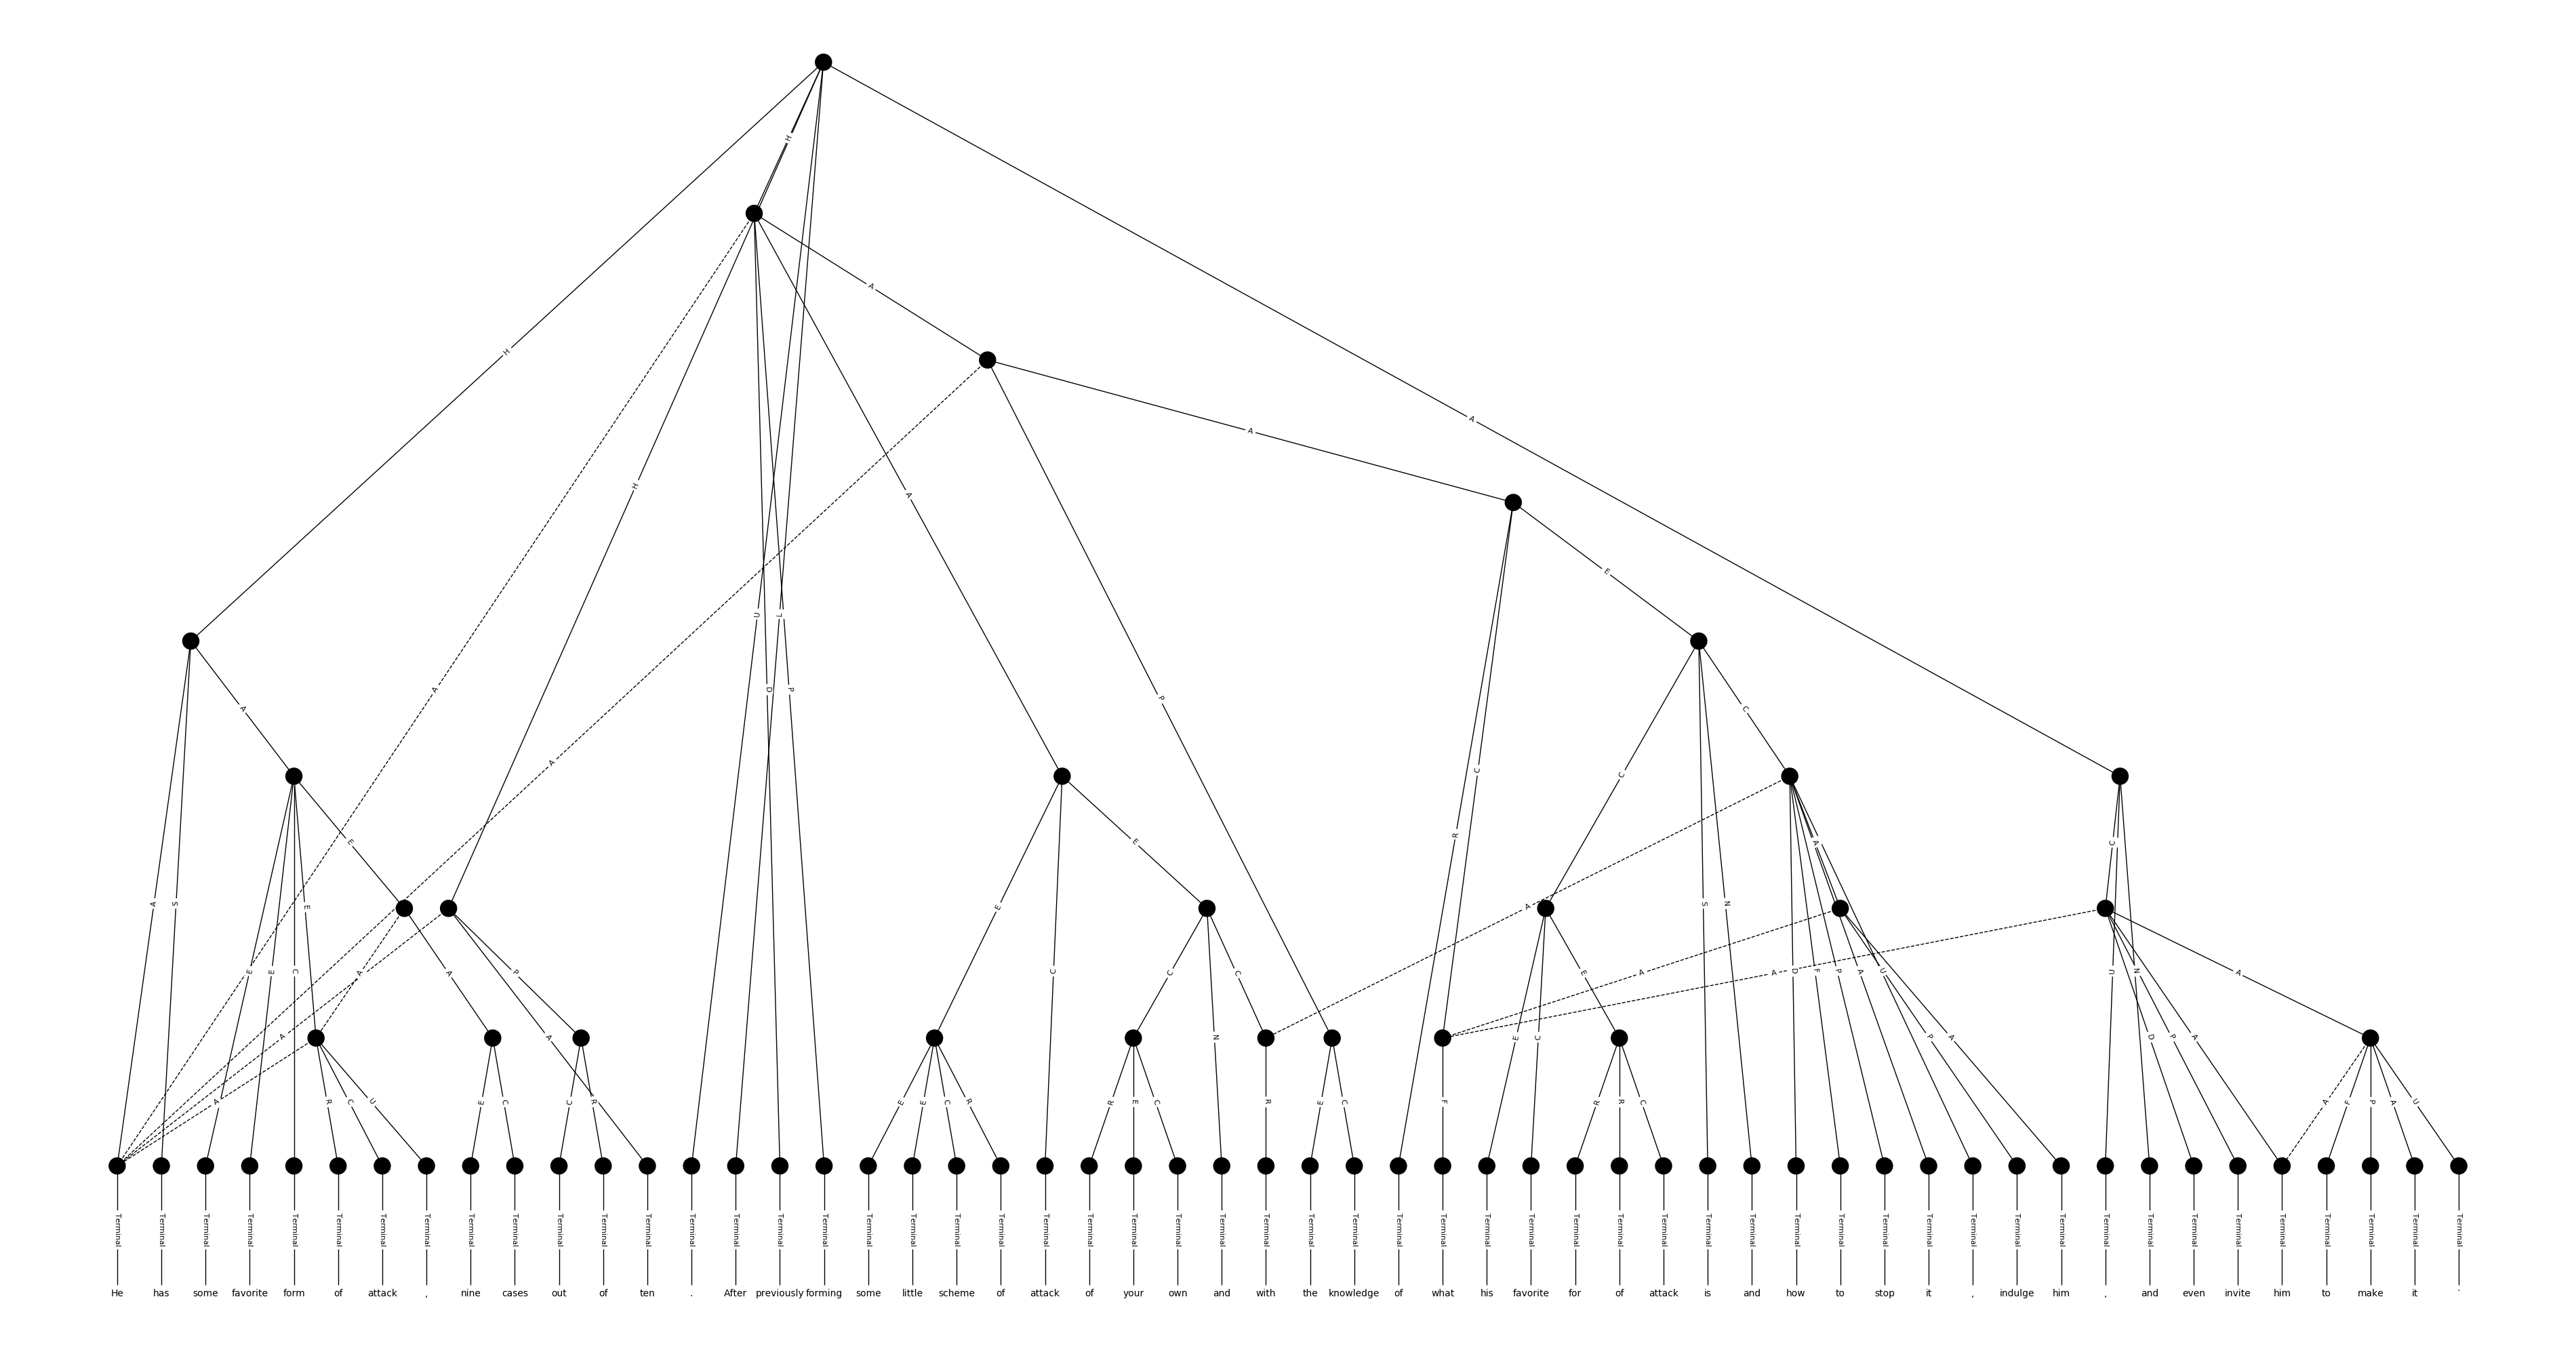 H
H
A
A
H
A
H
A
E
A
U
L
A
D
P
P
A
C
C
R
A
E
C
A
C
A
S
E
A
S
N
A
E
E
E
C
A
A
P
C
C
N
C
A
A
D
F
P
A
U
U
N
A
A
A
E
C
E
P
A
D
P
A
A
E
C
R
C
U
E
C
C
R
E
E
C
R
R
E
C
R
E
C
F
R
R
C
A
F
P
A
U
Terminal Terminal Terminal Terminal Terminal Terminal Terminal Terminal Terminal Terminal Terminal Terminal Terminal Terminal Terminal Terminal Terminal Terminal Terminal Terminal Terminal Terminal Terminal Terminal Terminal Terminal Terminal Terminal Terminal Terminal Terminal Terminal Terminal Terminal Terminal Terminal Terminal Terminal Terminal Terminal Terminal Terminal Terminal Terminal Terminal Terminal Terminal Terminal Terminal Terminal Terminal Terminal Terminal Terminal
He has some favorite form of attack , nine cases out of ten . After previously forming some little scheme of attack of your own and with the knowledge of what his favorite for of attack is and how to stop it , indulge him , and even invite him to make it .